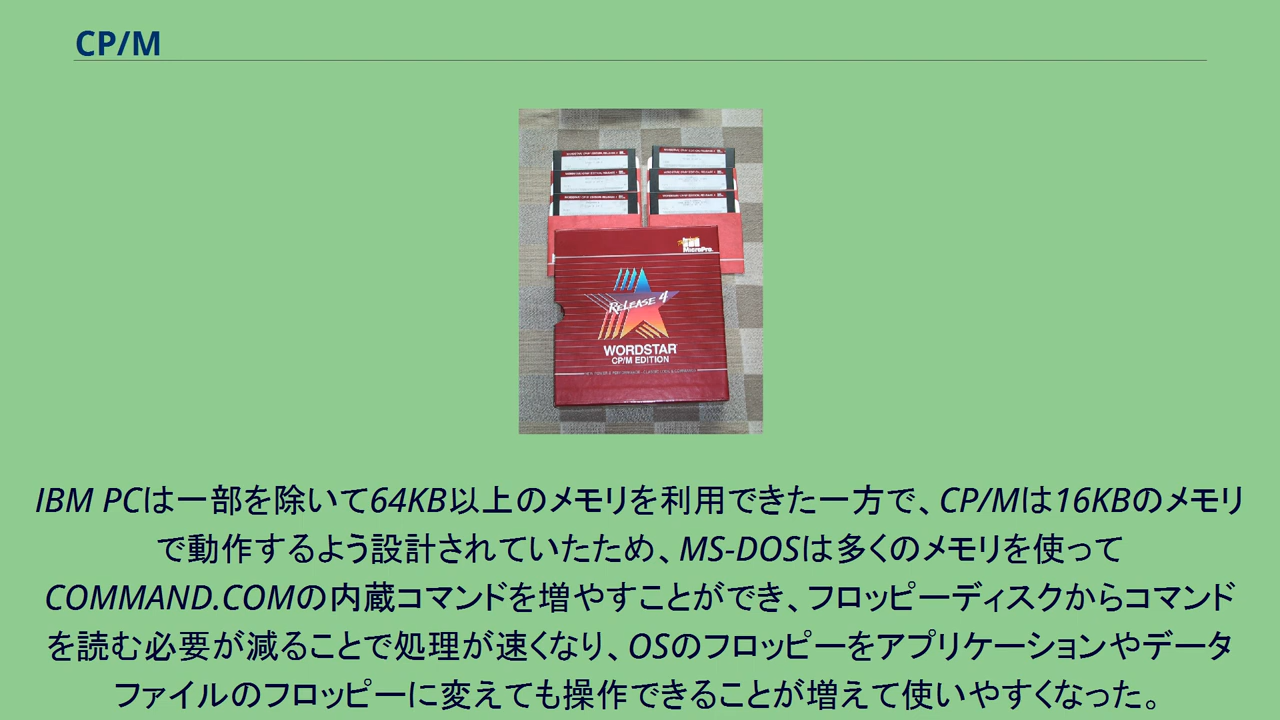 CP/M
MicroPro
RELEASE 4
WORDSTAR
CP/M EDITION
IBM PCは一部を除いて64KB以上のメモリを利用できた一方で、CP/Mは16KBのメモリ
で動作するよう設計されていたため、MS-DOSは多くのメモリを使って
COMMAND.COMの内蔵コマンドを増やすことができ、フロッピーディスクからコマンド
を読む必要が減ることで処理が速くなり、OSのフロッピーをアプリケーションやデータ
ファイルのフロッピーに変えても操作できることが増えて使いやすくなった。